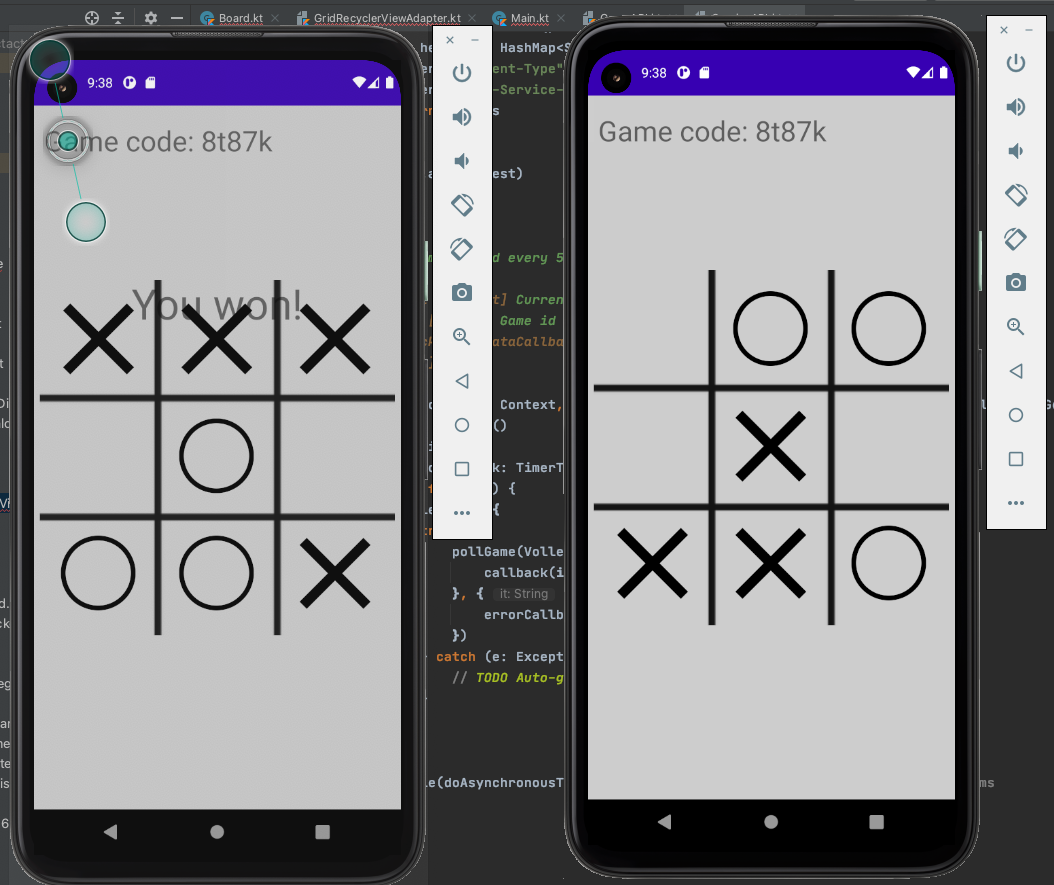 Board.kt
GridRecyclerViewAdapter.kt
Main.kt
HashMap<S
ent-Type"
-Service-
s
9:38
9:38
Game code: 8t87k
Game code: 8t87k
est)
d every 5
t] Curren
Game id
ataCallba
You won!
Context,
()
k: TimerT
) {
{
pollGame(Volle
callback(i
}, { it: String
errorCallb
})
catch (e: Except
// TODO Auto-g
e(doAsynchronousT
ms